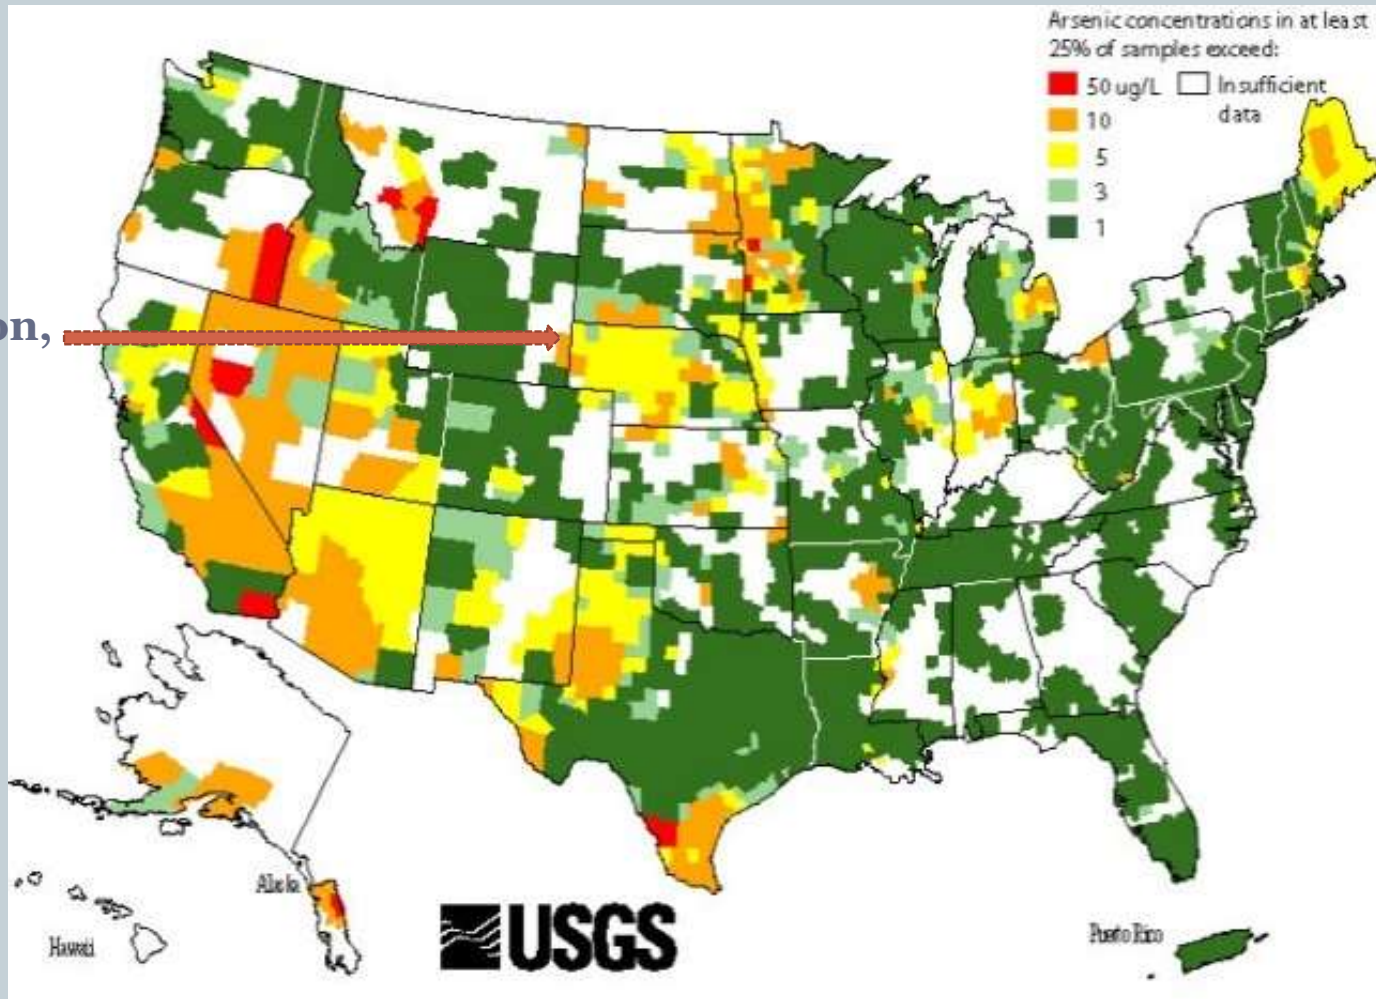 Arsenic concentrations in at least
25% of samples exceed:
50 ug/L Insufficient
data
10
5
3
1
on,
Alaska
Hawaii
USGS
Puerto Rico